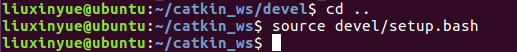 liuxinyue@ubuntu:~/catkin_ws/devel$ cd ..
liuxinyue@ubuntu:~/catkin_ws$ source devel/setup.bash
liuxinyue@ubuntu:~/catkin_ws$